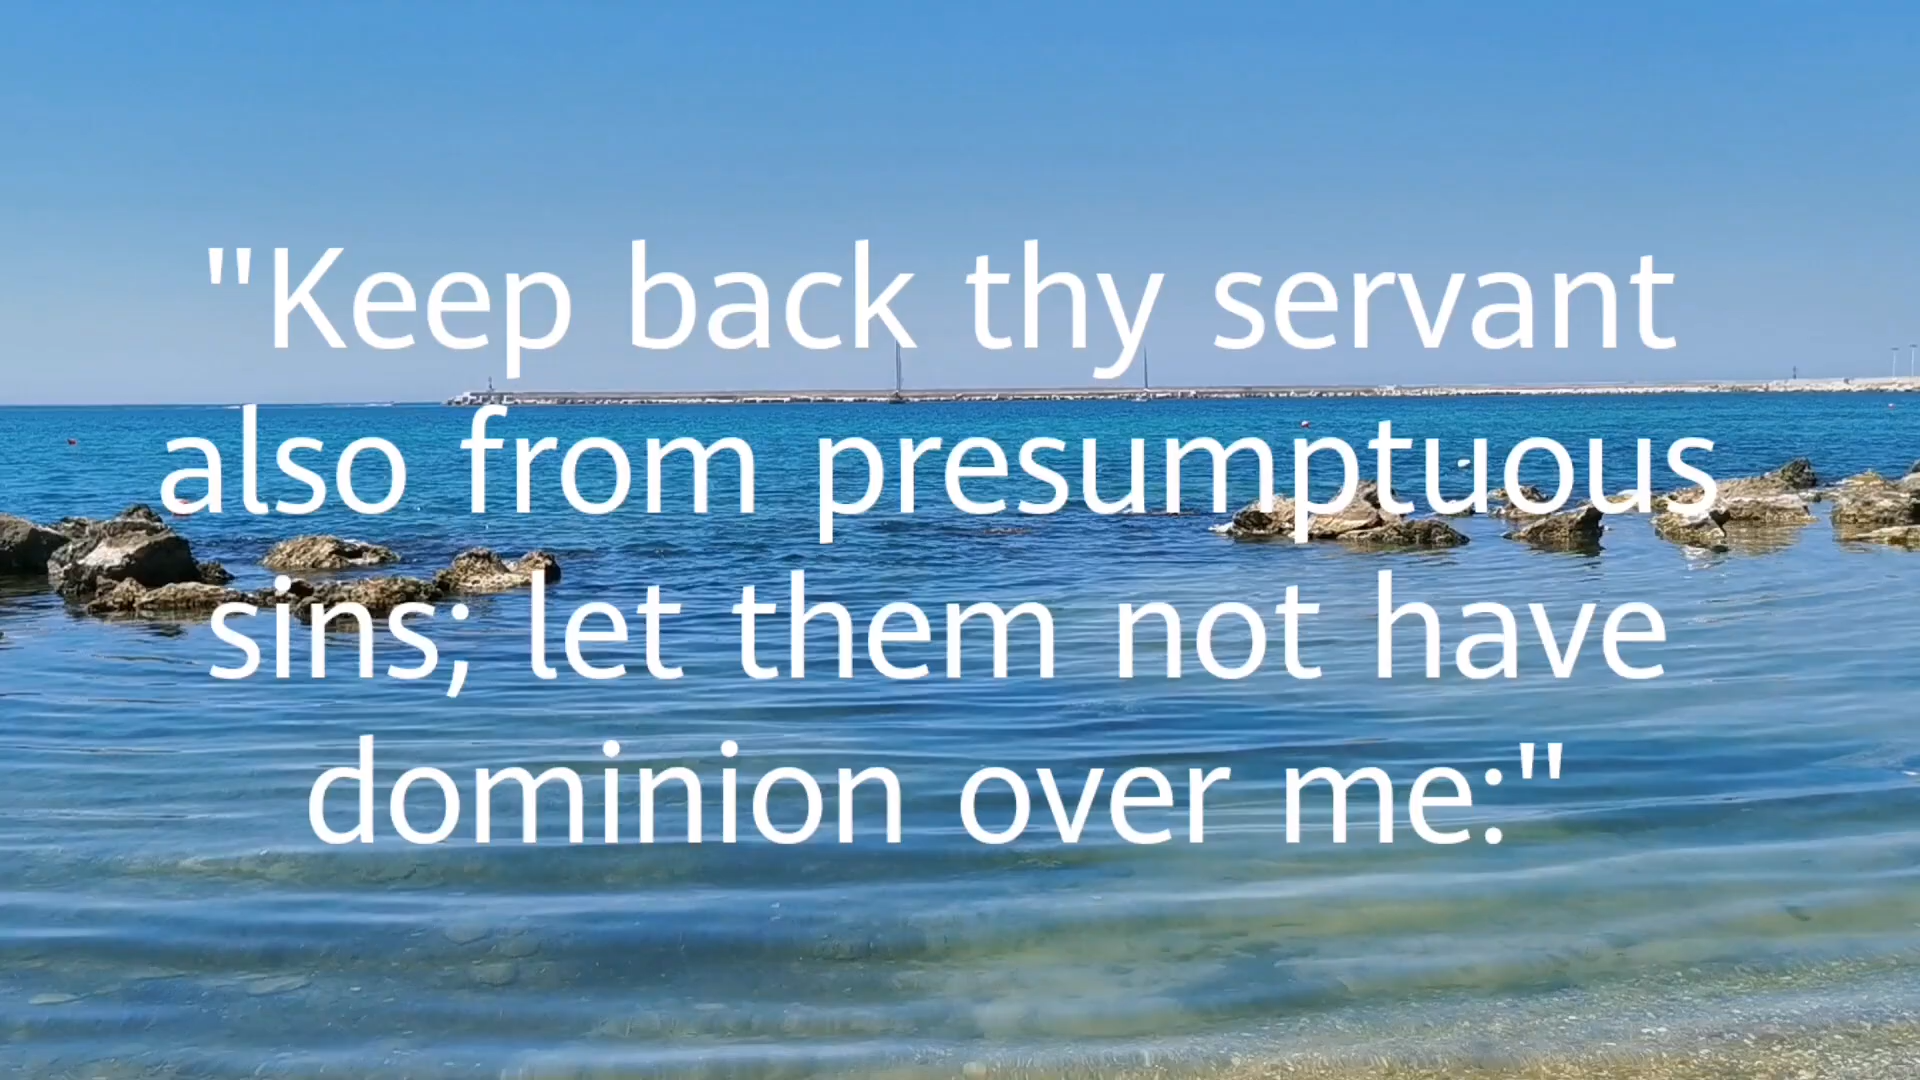 "Keep back thy servant
also from presumptuous
sins; let them not have
dominion over me:"